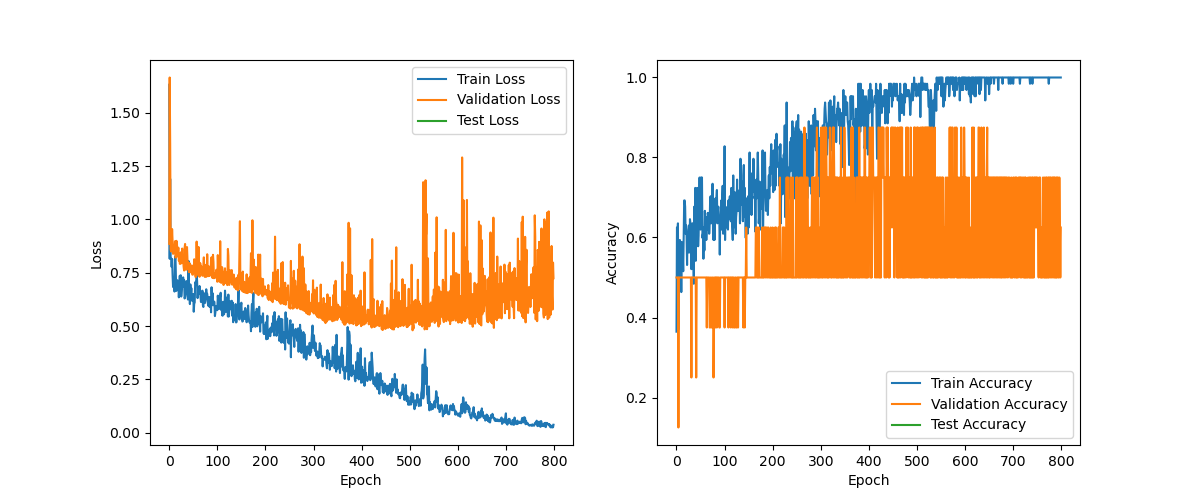 Train Loss
Validation Loss
Test Loss
1.50
1.25
1.00
0.75
0.50
0.25
0.00
Loss
0 100 200 300 400 500 600 700 800
Epoch
1.0
0.8
0.6
0.4
0.2
Accuracy
Train Accuracy
Validation Accuracy
Test Accuracy
0 100 200 300 400 500 600 700 800
Epoch